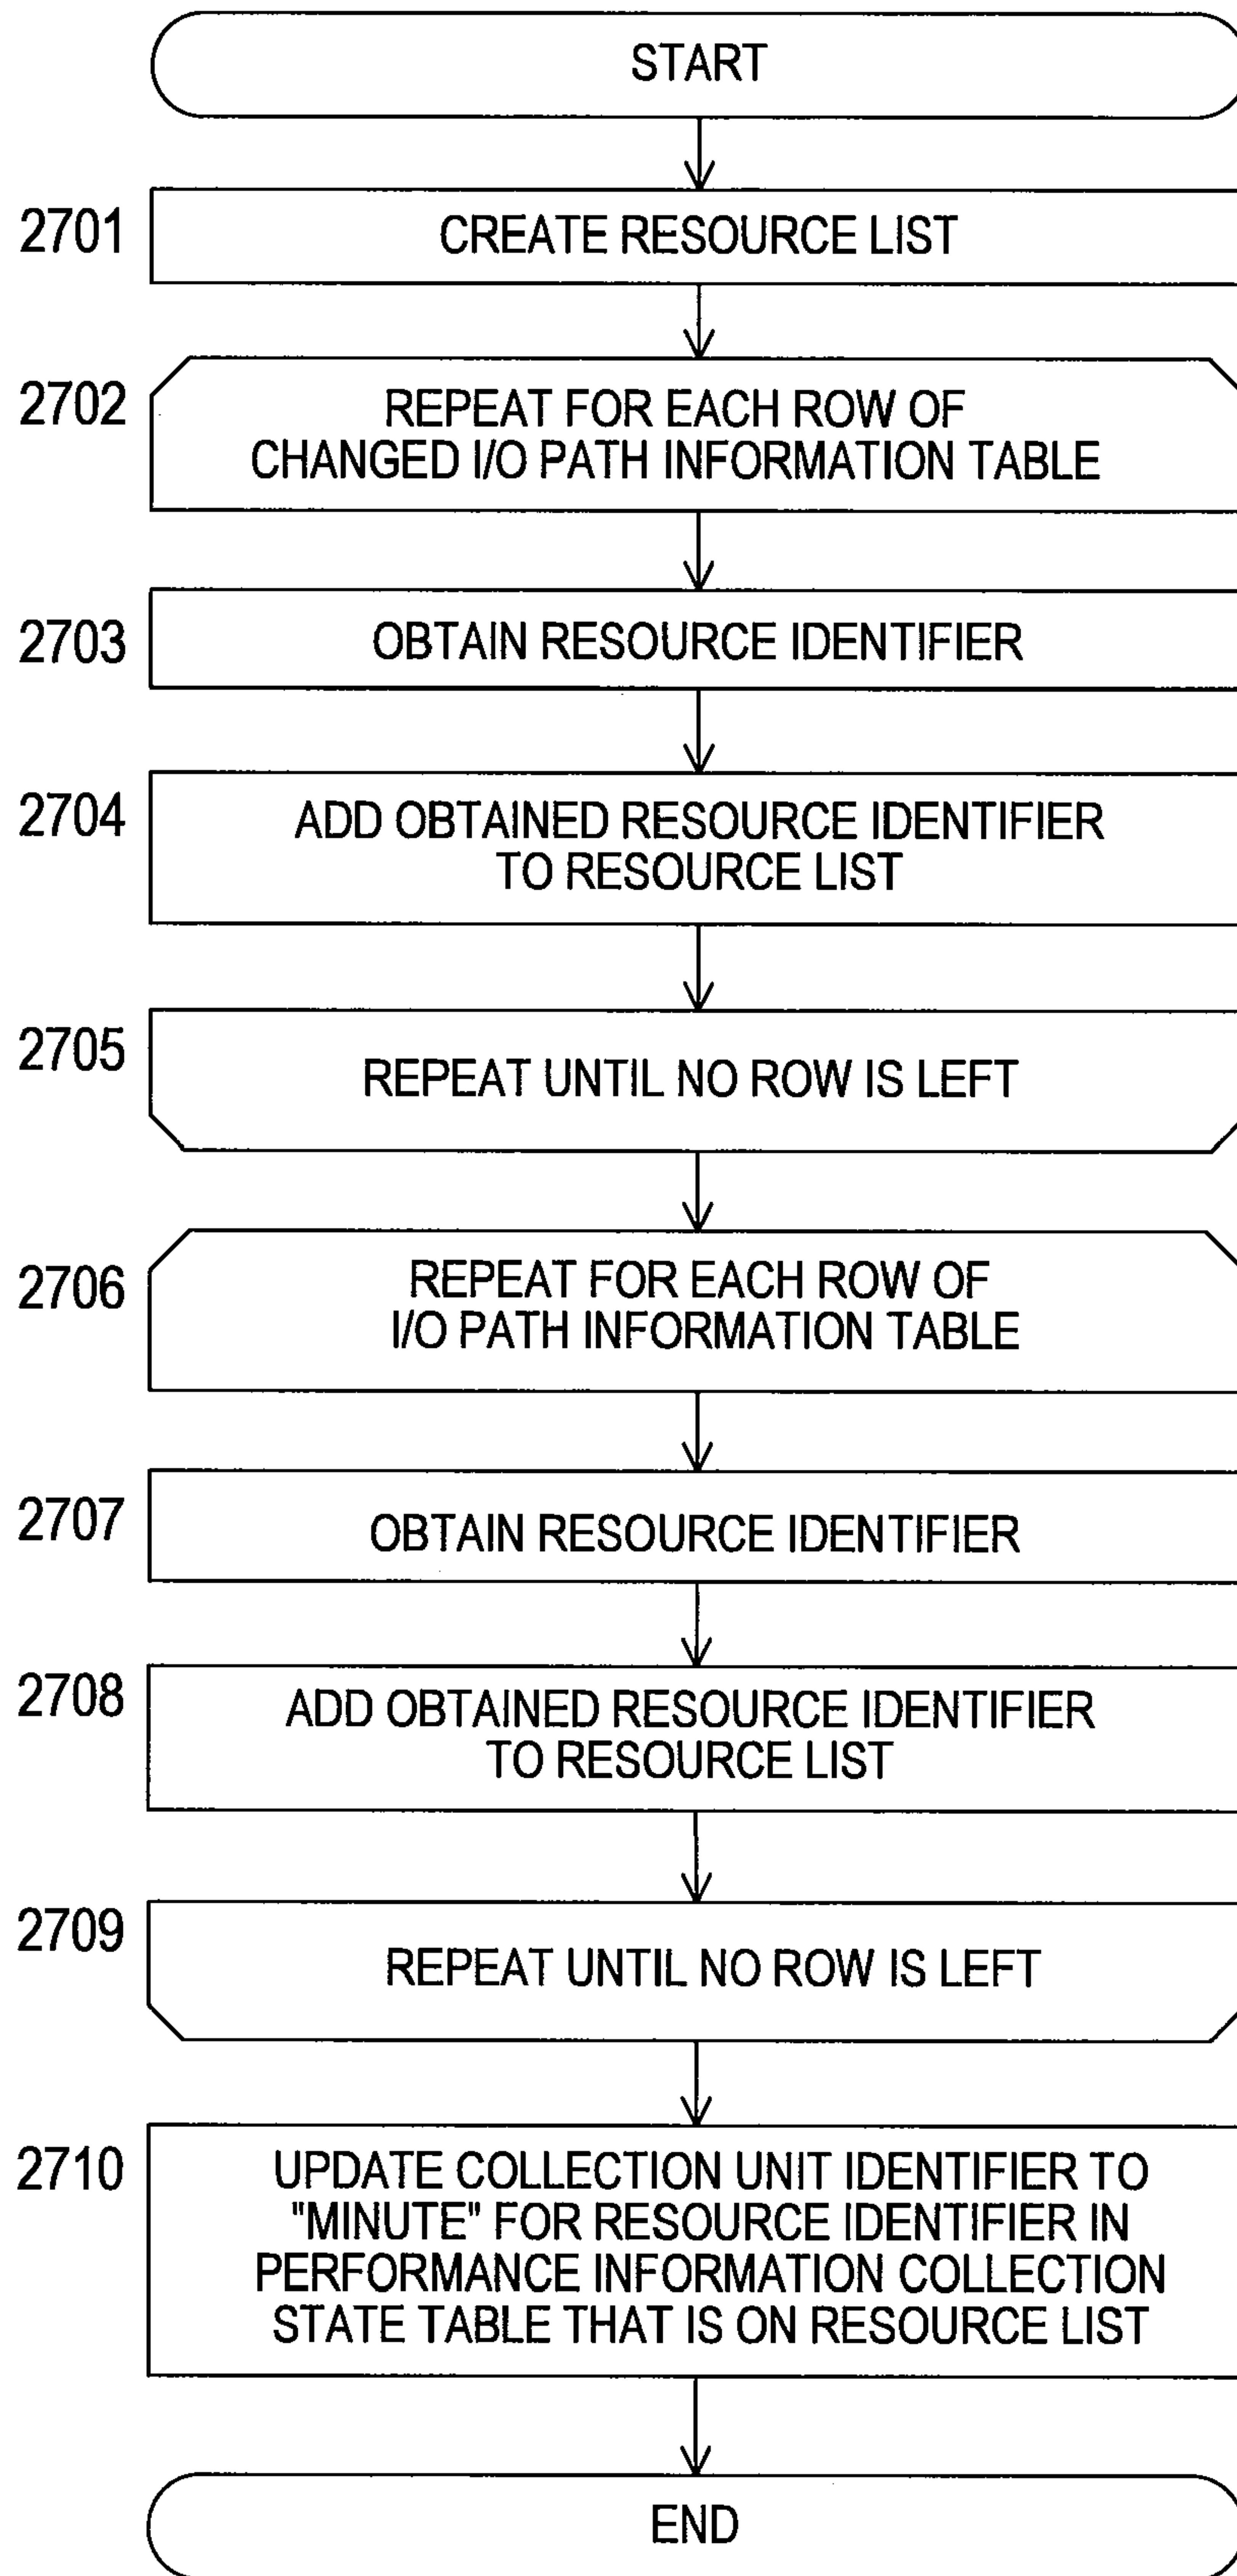 START
2701
CREATE RESOURCE LIST
2702
REPEAT FOR EACH ROW OF
CHANGED I/O PATH INFORMATION TABLE
2703
OBTAIN RESOURCE IDENTIFIER
2704
ADD OBTAINED RESOURCE IDENTIFIER
TO RESOURCE LIST
2705
REPEAT UNTIL NO ROW IS LEFT
2706
REPEAT FOR EACH ROW OF
I/O PATH INFORMATION TABLE
2707
OBTAIN RESOURCE IDENTIFIER
2708
ADD OBTAINED RESOURCE IDENTIFIER
TO RESOURCE LIST
2709
REPEAT UNTIL NO ROW IS LEFT
2710
UPDATE COLLECTION UNIT IDENTIFIER TO
"MINUTE" FOR RESOURCE IDENTIFIER IN
PERFORMANCE INFORMATION COLLECTION
STATE TABLE THAT IS ON RESOURCE LIST
END